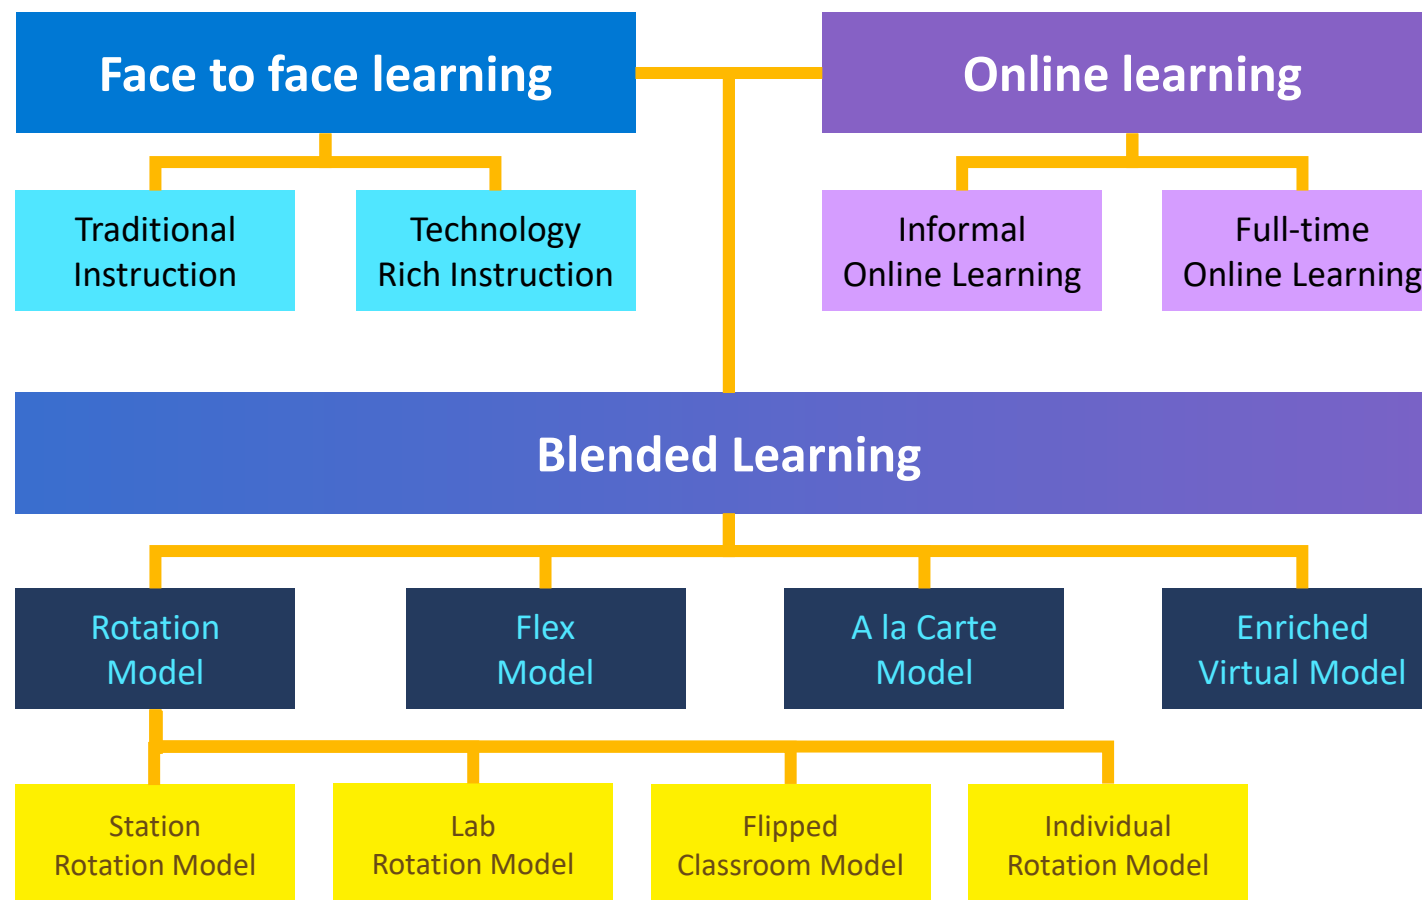 Face to face learning
Online learning
Traditional
Instruction
Technology
Rich Instruction
Informal
Online Learning
Full-time
Online Learning
Blended Learning
Rotation
Model
Flex
Model
A la Carte
Model
Enriched
Virtual Model
Station
Rotation Model
Lab
Rotation Model
Flipped
Classroom Model
Individual
Rotation Model